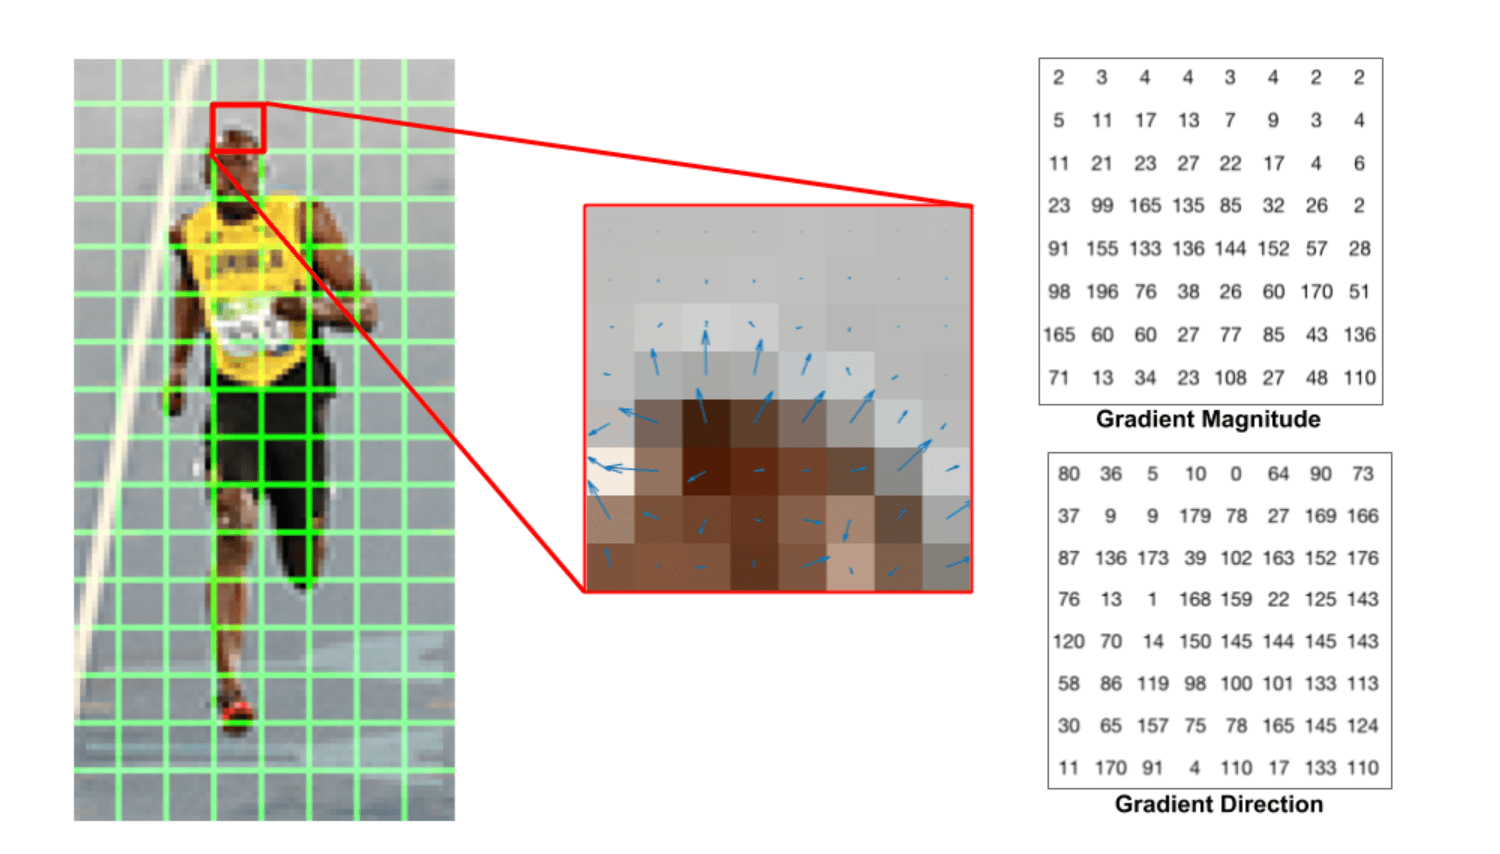 2 3 4 4 3 4 2 2
5 11 17 13 7 9 3 4
11 21 23 27 22 17 4 6
23 99 165 135 85 32 26 2
91 155 133 136 144 152 57 28
98 196 76 38 26 60 170 51
165 60 60 27 77 85 43 136
71 13 34 23 108 27 48 110
Gradient Magnitude
80 36 5 10 0 64 90 73
37 9 9 179 78 27 169 166
87 136 173 39 102 163 152 176
76 13 1 168 159 22 125 143
120 70 14 150 145 144 145 143
58 86 119 98 100 101 133 113
30 65 157 75 78 165 145 124
11 170 91 4 110 17 133 110
Gradient Direction